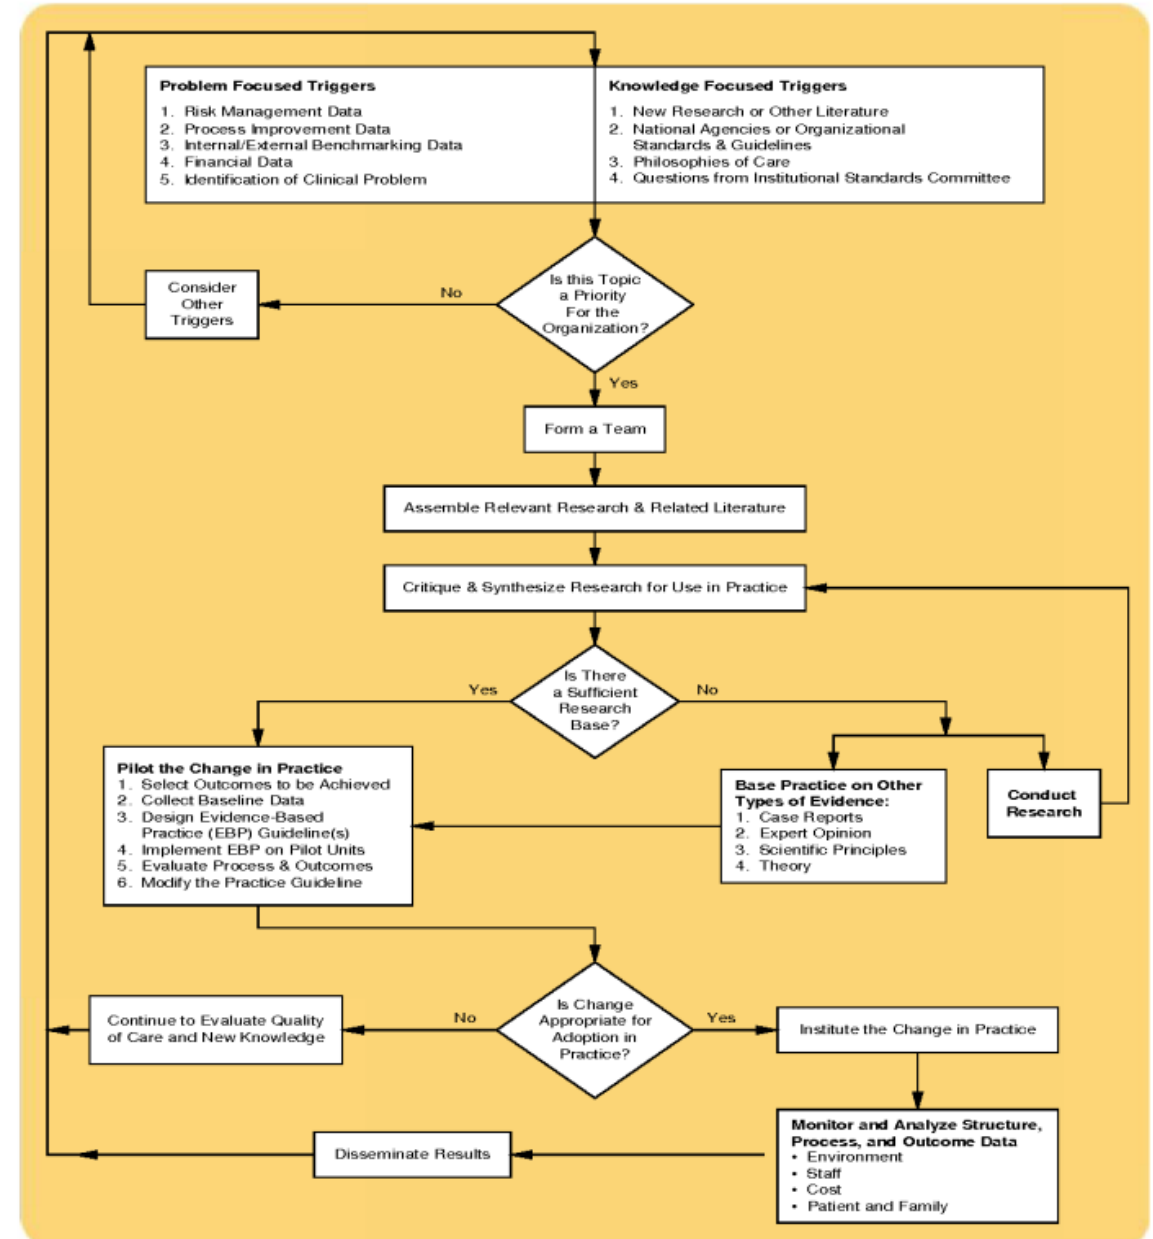 Problem Focused Triggers
1. Risk Management Data
2. Process Improvement Data
3. Internal/External Benchmarking Data
4. Financial Data
5. Identification of Clinical Problem
Knowledge Focused Triggers
1. New Research or Other Literature
2. National Agencies or Organizational
Standards & Guidelines
3. Philosophies of Care
4. Questions from Institutional Standards Committee
Is this Topic
a Priority
For the
Organization?
No
Consider
Other
Triggers
Yes
Form a Team
Assemble Relevant Research & Related Literature
Critique & Synthesize Research for Use in Practice
Is There
a Sufficient
Research
Base?
Yes
No
Pilot the Change in Practice
1. Select Outcomes to be Achieved
2. Collect Baseline Data
3. Design Evidence-Based
Practice (EBP) Guideline(s)
4. Implement EBP on Pilot Units
5. Evaluate Process & Outcomes
6. Modify the Practice Guideline
Base Practice on Other
Types of Evidence:
1. Case Reports
2. Expert Opinion
3. Scientific Principles
4. Theory
Conduct
Research
Is Change
Appropriate for
Adoption in
Practice?
No
Yes
Continue to Evaluate Quality
of Care and New Knowledge
Institute the Change in Practice
Monitor and Analyze Structure,
Process, and Outcome Data
• Environment
• Staff
• Cost
• Patient and Family
Disseminate Results